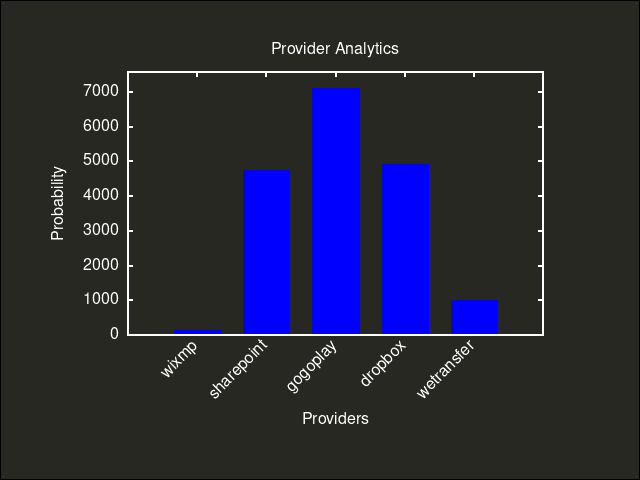 Provider Analytics
7000
6000
5000
4000
3000
2000
1000
0
Probability
wixmp
sharepoint
gogoplay
dropbox
wetransfer
Providers